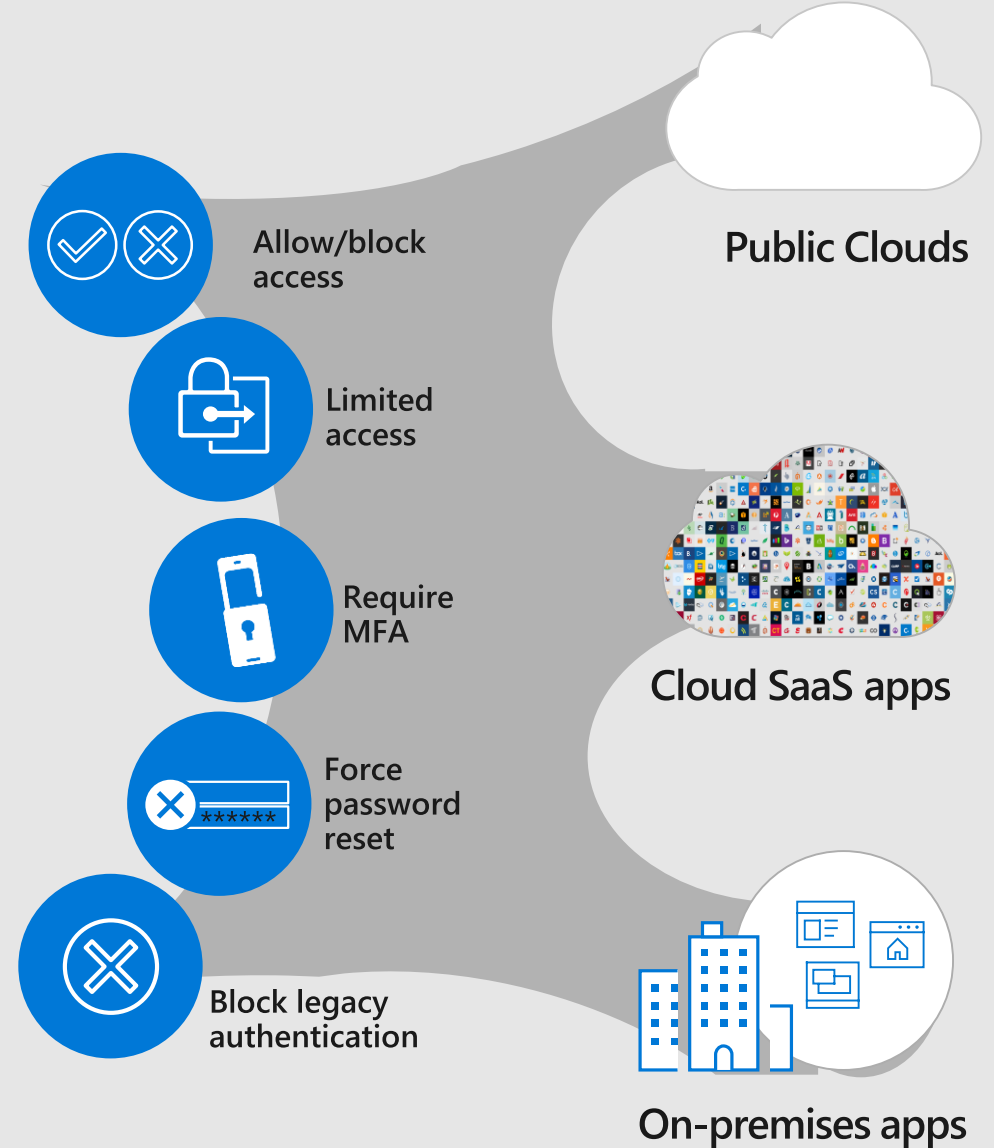 Allow/block
access
Public Clouds
Limited
access
Require
MFA
Cloud SaaS apps
Force
password
reset
******
Block legacy
authentication
On-premises apps